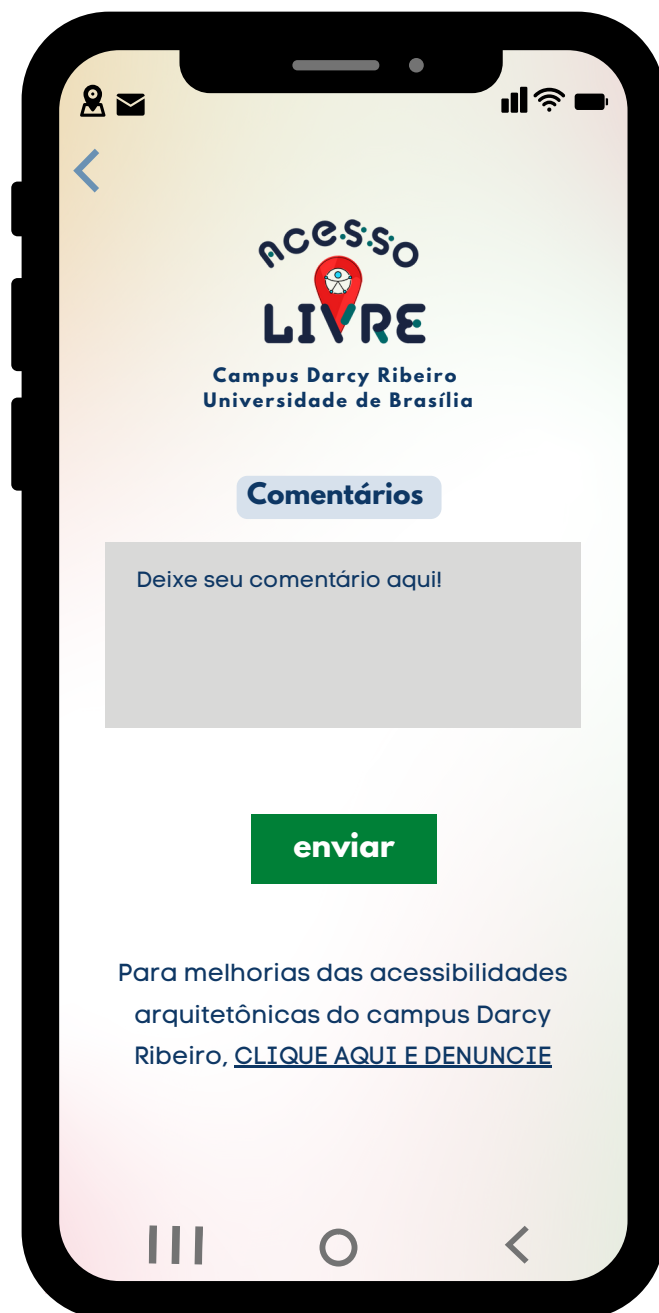 ACESSO
LIVRE
Campus Darcy Ribeiro
Universidade de Brasília
Comentários
Deixe seu comentário aqui!
enviar
Para melhorias das acessibilidades
arquitetônicas do campus Darcy
Ribeiro, CLIQUE AQUI E DENUNCIE